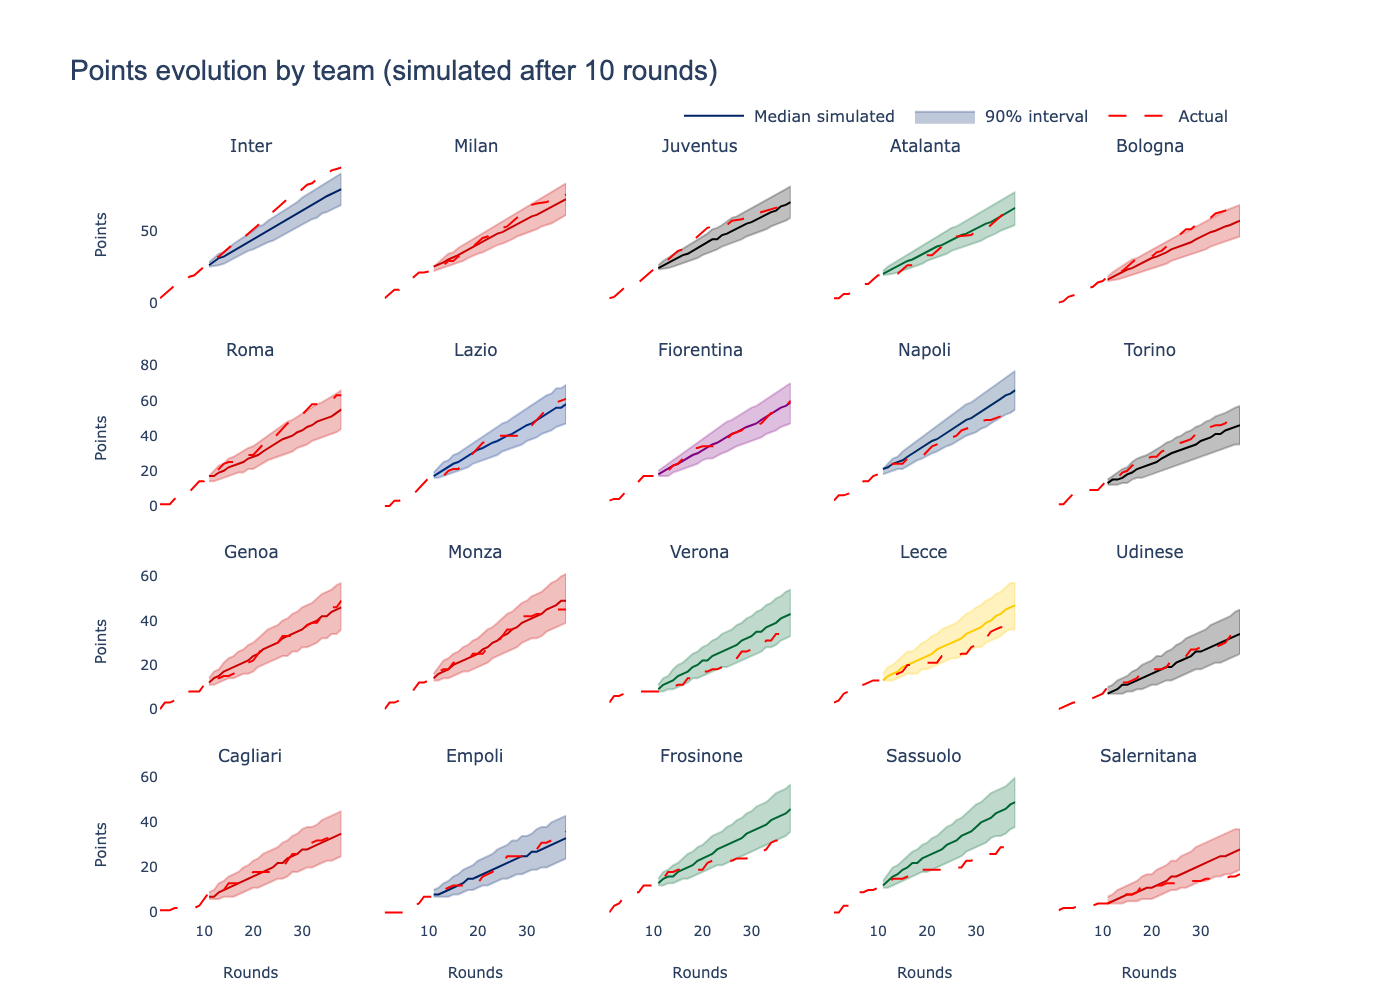 Points evolution by team (simulated after 10 rounds)
Median simulated 90% interval Actual
Inter Milan Juventus Atalanta Bologna
Points
50
0
Roma Lazio Fiorentina Napoli Torino
Points
80
60
40
20
0
Genoa Monza Verona Lecce Udinese
Points
60
40
20
0
Cagliari Empoli Frosinone Sassuolo Salernitana
Points
60
40
20
0
10 20 30 10 20 30 10 20 30 10 20 30 10 20 30
Rounds Rounds Rounds Rounds Rounds